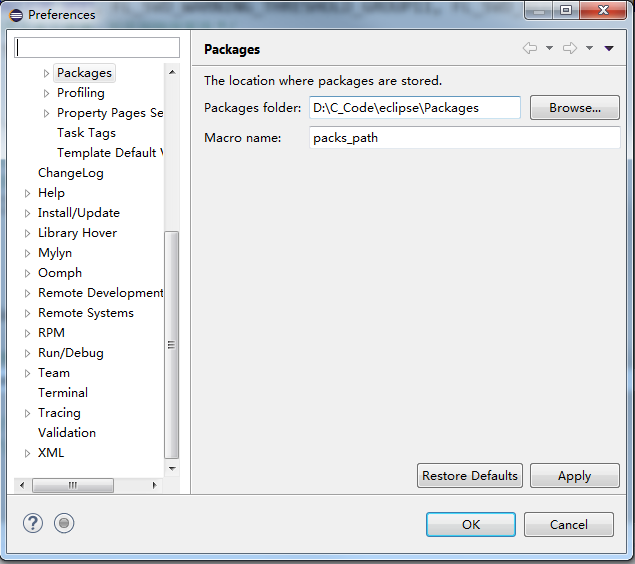 Preferences
Packages
Profiling
Property Pages Se
Task Tags
Template Default V
ChangeLog
Help
Install/Update
Library Hover
Mylyn
Oomph
Remote Development
Remote Systems
RPM
Run/Debug
Team
Terminal
Tracing
Validation
XML
Packages
The location where packages are stored.
Packages folder: D:\C_Code\eclipse\Packages Browse...
Macro name: packs_path
Restore Defaults Apply
? OK Cancel